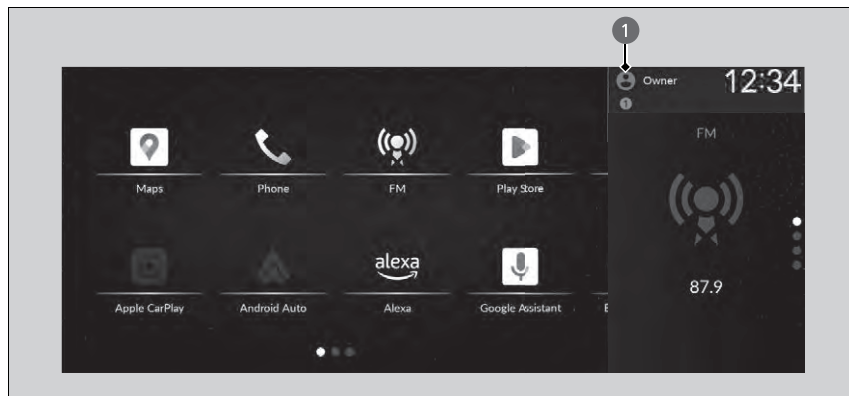 1
Owner 12:34
1
FM
Maps Phone FM Play Store
alexa
87.9
Apple CarPlay Android Auto Alexa Google Assistant E